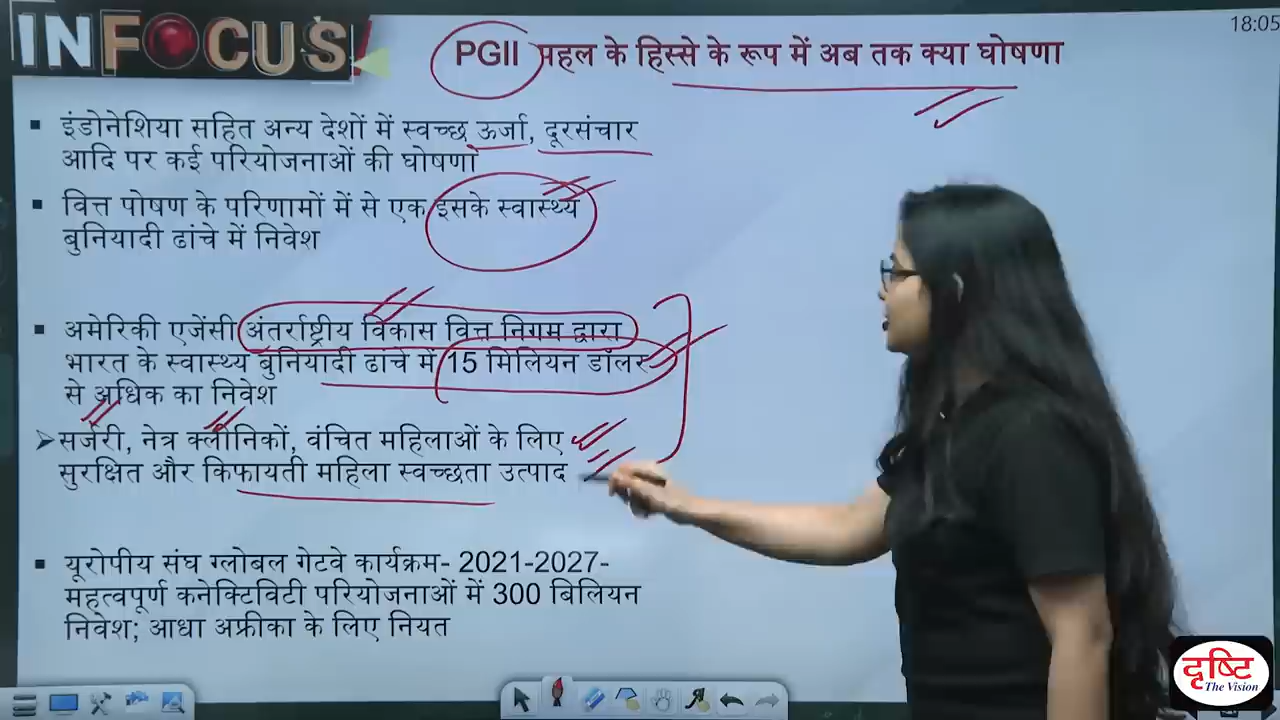 INFOCUS!
18:05
PGII पहल के हिस्से के रूप में अब तक क्या घोषणा
इंडोनेशिया सहित अन्य देशों में स्वच्छ ऊर्जा, दूरसंचार
आदि पर कई परियोजनाओं की घोषणा
वित्त पोषण के परिणामों में से एक इसके स्वास्थ्य
बुनियादी ढांचे में निवेश
अमेरिकी एजेंसी अंतर्राष्ट्रीय विकास वित्त निगम द्वारा
भारत के स्वास्थ्य बुनियादी ढांचे में 15 मिलियन डॉलर
से अधिक का निवेश
सर्जरी, नेत्र क्लीनिकों, वंचित महिलाओं के लिए
सुरक्षित और किफायती महिला स्वच्छता उत्पाद
यूरोपीय संघ ग्लोबल गेटवे कार्यक्रम- 2021-2027-
महत्वपूर्ण कनेक्टिविटी परियोजनाओं में 300 बिलियन
निवेश; आधा अफ्रीका के लिए नियत
दृष्टि
The Vision